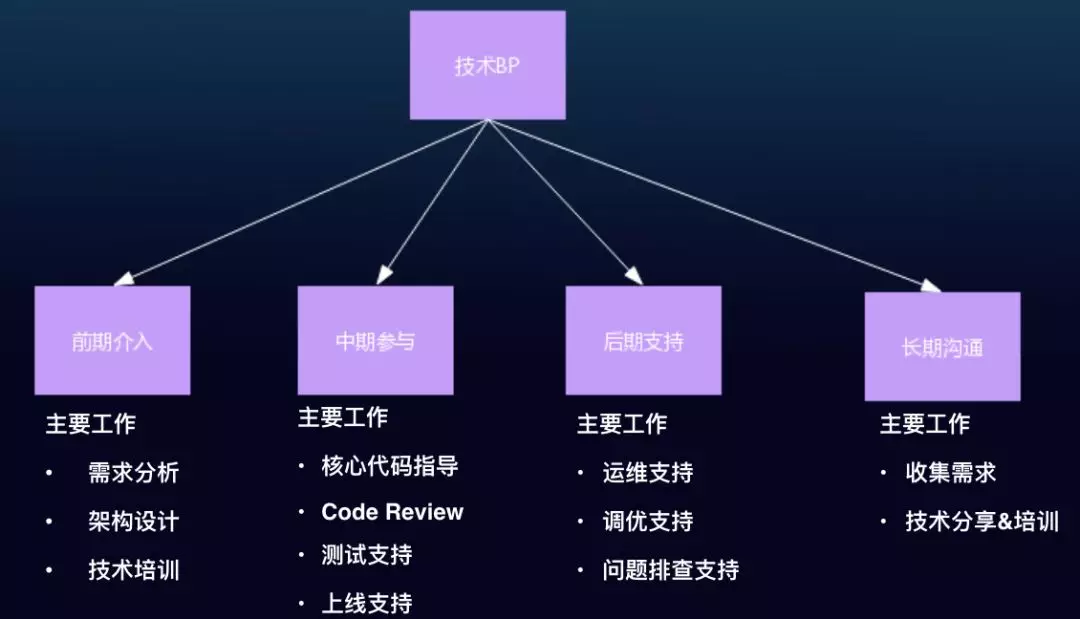 技术BP
前期介入
主要工作
• 需求分析
• 架构设计
• 技术培训
中期参与
主要工作
• 核心代码指导
• Code Review
• 测试支持
• 上线支持
后期支持
主要工作
• 运维支持
• 调优支持
• 问题排查支持
长期沟通
主要工作
• 收集需求
• 技术分享&培训